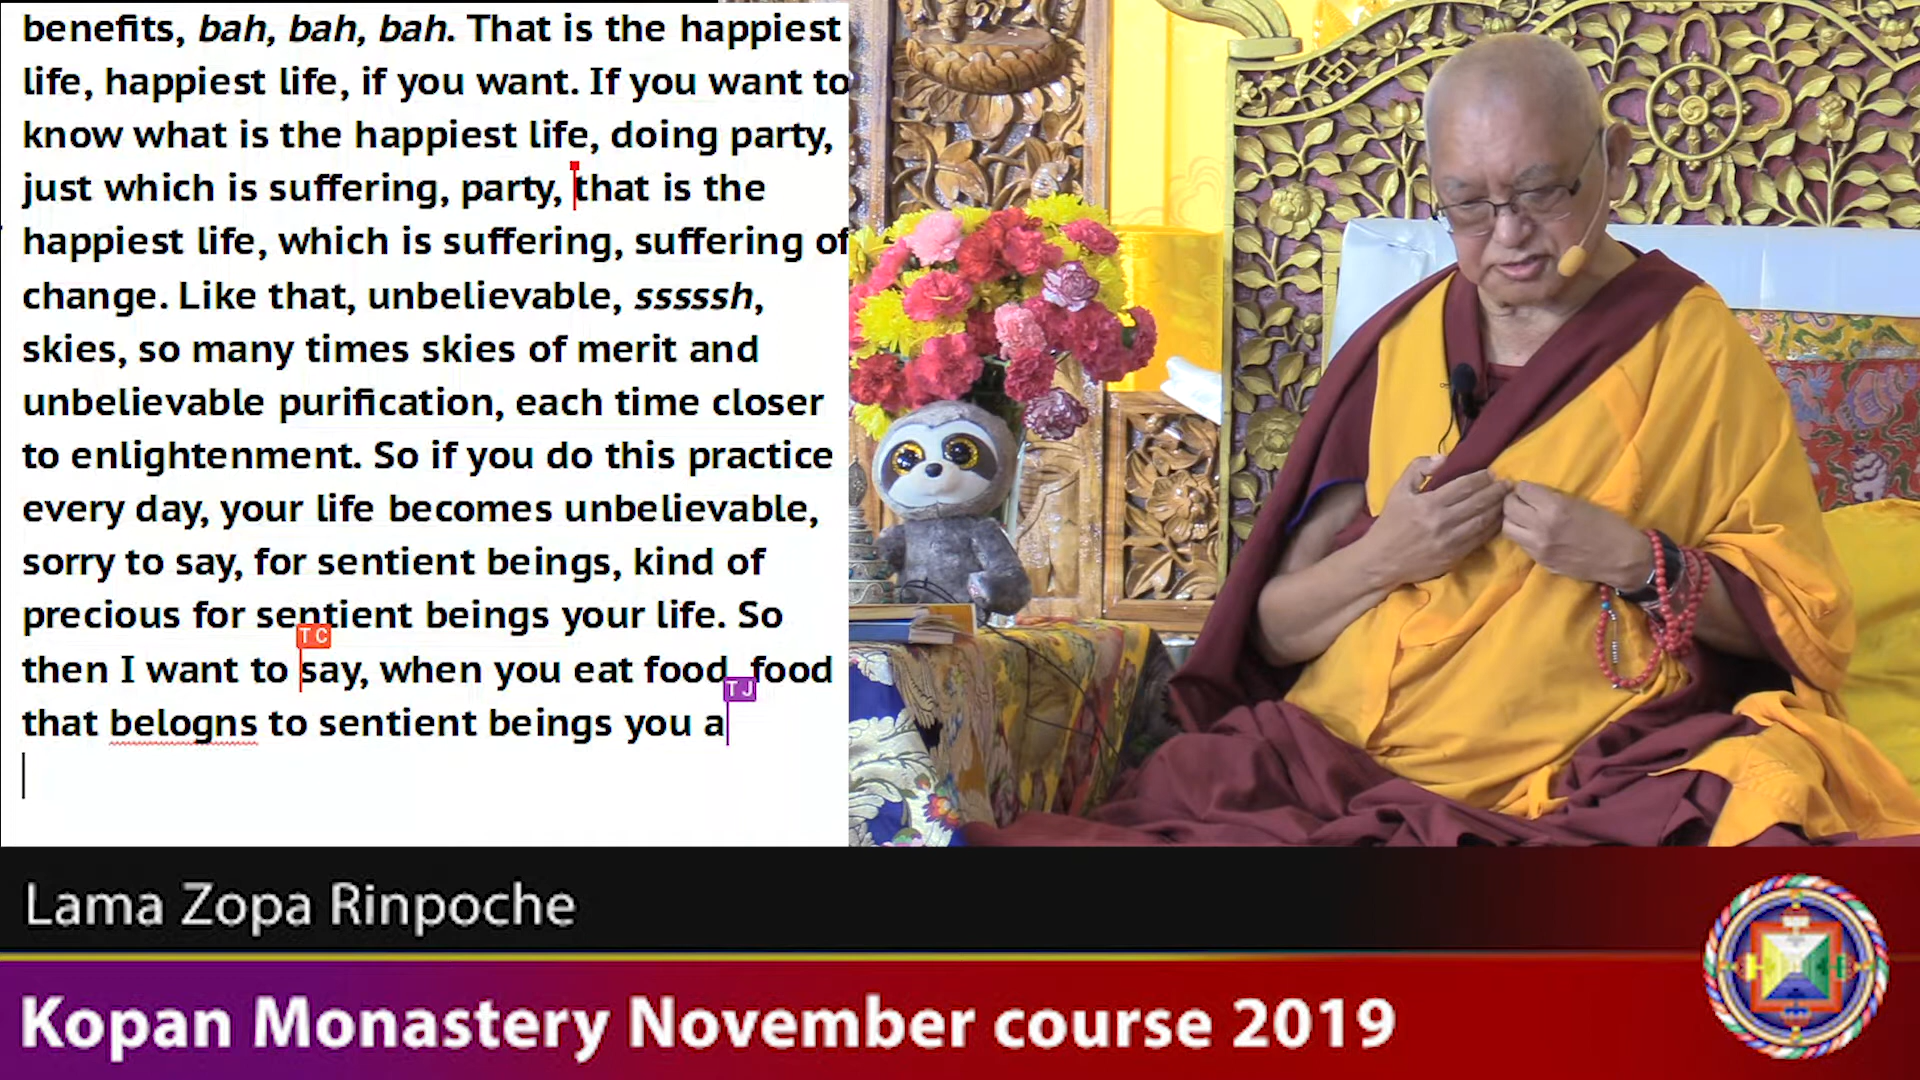 benefits, bah, bah, bah. That is the happiest
life, happiest life, if you want. If you want to
know what is the happiest life, doing party,
just which is suffering, party, that is the
happiest life, which is suffering, suffering of
change. Like that, unbelievable, sssssh,
skies, so many times skies of merit and
unbelievable purification, each time closer
to enlightenment. So if you do this practice
every day, your life becomes unbelievable,
sorry to say, for sentient beings, kind of
precious for sentient beings your life. So
TC
then I want to say, when you eat food, food
TJ
that belogns to sentient beings you a
Lama Zopa Rinpoche
Kopan Monastery November course 2019